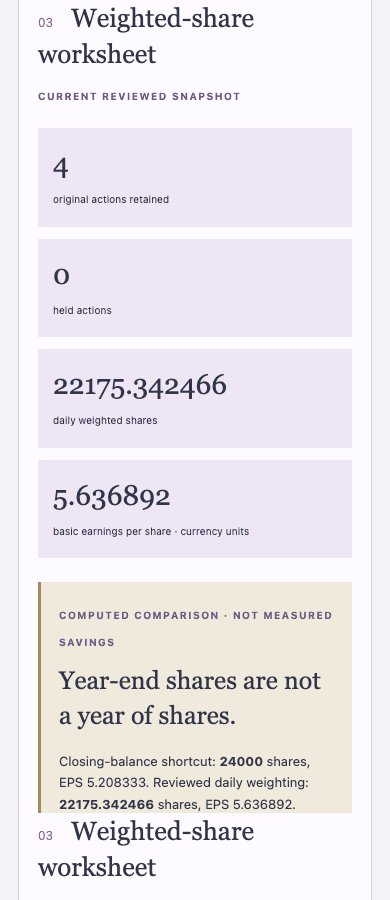 03 Weighted-share
worksheet
CURRENT REVIEWED SNAPSHOT
4
original actions retained
0
held actions
22175.342466
daily weighted shares
5.636892
basic earnings per share · currency units
COMPUTED COMPARISON · NOT MEASURED
SAVINGS
Year-end shares are not
a year of shares.
Closing-balance shortcut: 24000 shares,
EPS 5.208333. Reviewed daily weighting:
22175.342466 shares, EPS 5.636892.
03 Weighted-share
worksheet